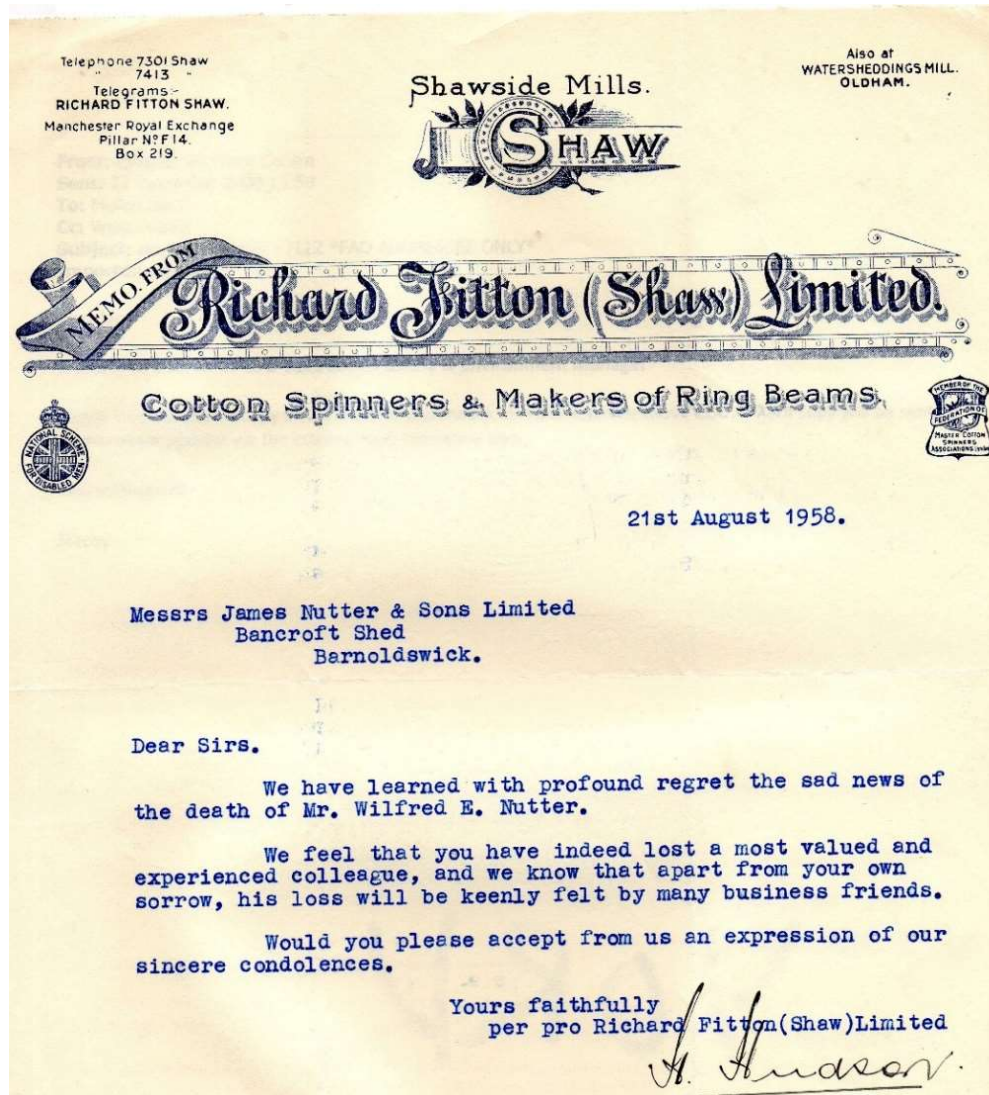 Telephone 7301 Shaw
" 7413 "
Telegrams:-
RICHARD FITTON SHAW.
Manchester Royal Exchange
Pillar Nº F14.
Box 219.
Shawside Mills.
SHAW
Also at
WATERSHEDDINGS MILL.
OLDHAM.
MEMO. FROM
Richard Fitton (Shaw) Limited.
Cotton Spinners & Makers of Ring Beams.
NATIONAL SCHEME
FOR DISABLED MEN
MEMBER OF THE
FEDERATION OF
MASTER COTTON
SPINNERS
ASSOCIATIONS
21st August 1958.
Messrs James Nutter & Sons Limited
Bancroft Shed
Barnoldswick.
Dear Sirs.
We have learned with profound regret the sad news of
the death of Mr. Wilfred E. Nutter.
We feel that you have indeed lost a most valued and
experienced colleague, and we know that apart from your own
sorrow, his loss will be keenly felt by many business friends.
Would you please accept from us an expression of our
sincere condolences.
Yours faithfully
per pro Richard Fitton(Shaw)Limited
H. Hudson.